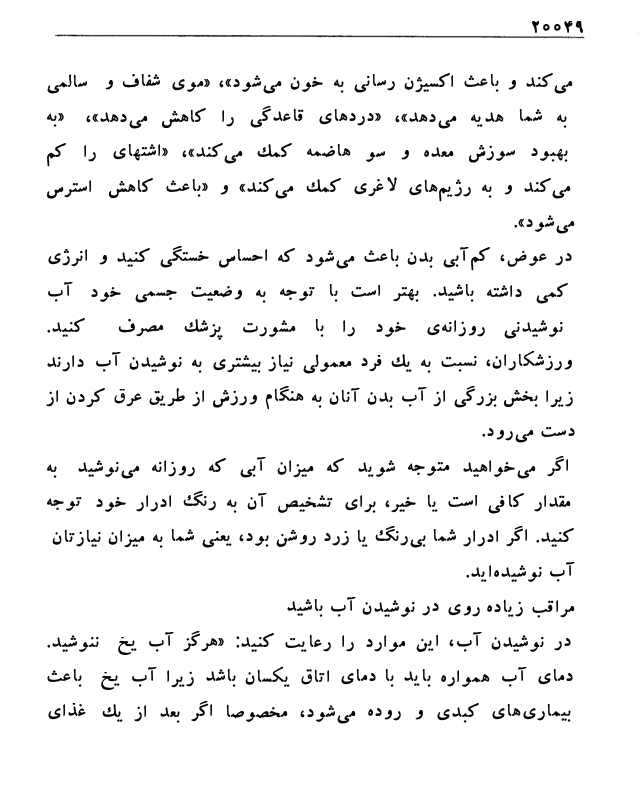 ۲۰۰۴۹
می‌کند و باعث اکسیژن رسانی به خون می‌شود»، «موی شفاف و سالمی
به شما هدیه می‌دهد»، «دردهای قاعدگی را کاهش می‌دهد»، «به
بهبود سوزش معده و سو هاضمه کمك می‌کند»، «اشتهای را کم
می‌کند و به رژیم‌های لاغری کمك می‌کند» و «باعث کاهش استرس
می‌شود».
در عوض، کم‌آبی بدن باعث می‌شود که احساس خستگی کنید و انرژی
کمی داشته باشید. بهتر است با توجه به وضعیت جسمی خود آب
نوشیدنی روزانه‌ی خود را با مشورت پزشك مصرف کنید.
ورزشکاران، نسبت به یك فرد معمولی نیاز بیشتری به نوشیدن آب دارند
زیرا بخش بزرگی از آب بدن آنان به هنگام ورزش از طریق عرق کردن از
دست می‌رود.
اگر می‌خواهید متوجه شوید که میزان آبی که روزانه می‌نوشید به
مقدار کافی است یا خیر، برای تشخیص آن به رنگ ادرار خود توجه
کنید. اگر ادرار شما بی‌رنگ یا زرد روشن بود، یعنی شما به میزان نیازتان
آب نوشیده‌اید.
مراقب زیاده روی در نوشیدن آب باشید
در نوشیدن آب، این موارد را رعایت کنید: «هرگز آب یخ ننوشید.
دمای آب همواره باید با دمای اتاق یکسان باشد زیرا آب یخ باعث
بیماری‌های کبدی و روده می‌شود، مخصوصا اگر بعد از یك غذای